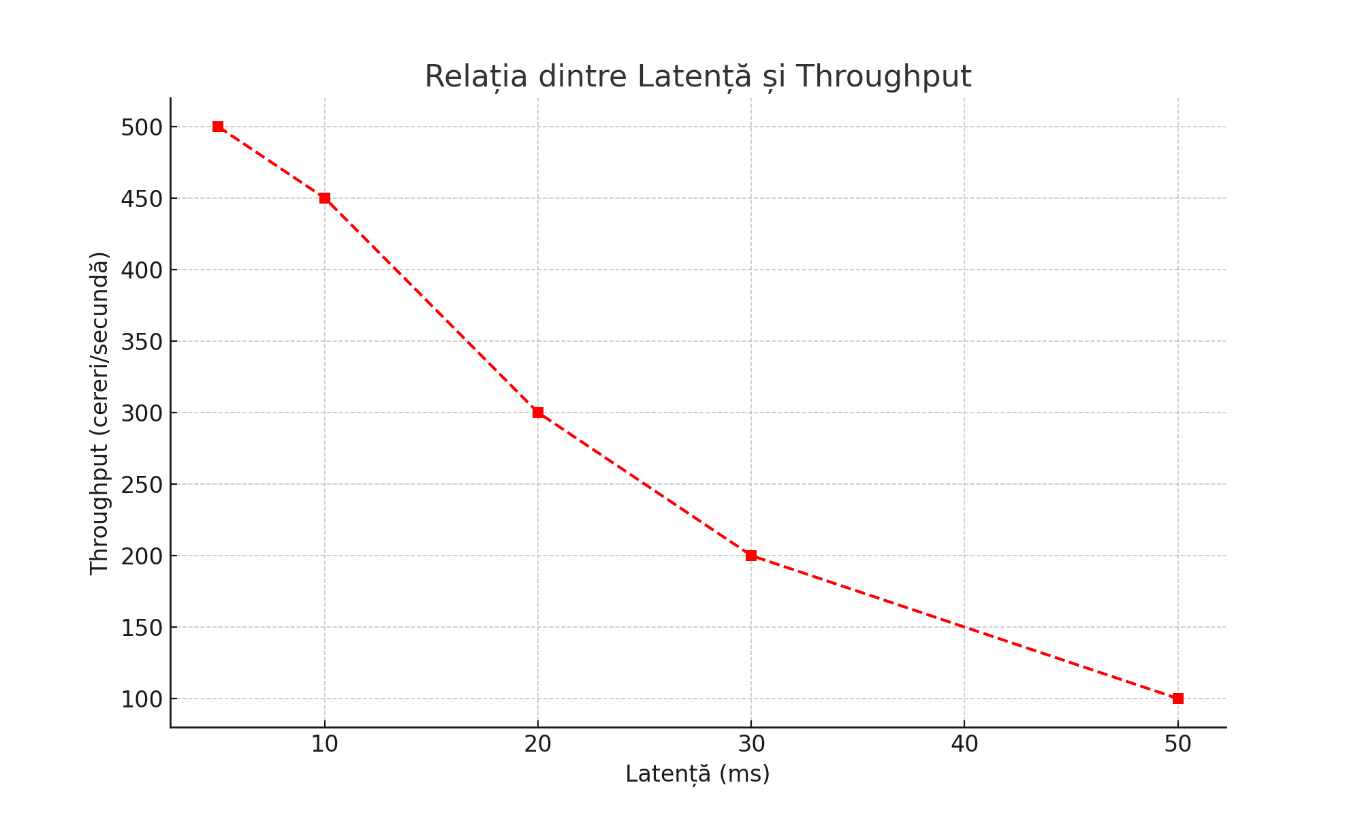 Relația dintre Latență și Throughput
Throughput (cereri/secundă)
500
450
400
350
300
250
200
150
100
10 20 30 40 50
Latență (ms)